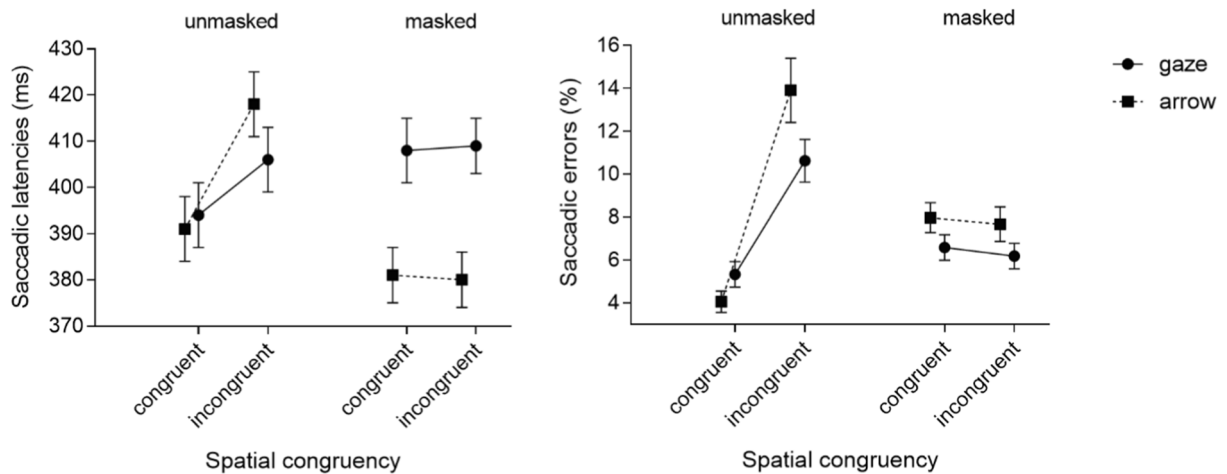 unmasked masked
Saccadic latencies (ms)
430
420
410
400
390
380
370
congruent
incongruent
congruent
incongruent
Spatial congruency
unmasked masked
Saccadic errors (%)
16
14
12
10
8
6
4
congruent
incongruent
congruent
incongruent
Spatial congruency
gaze
arrow